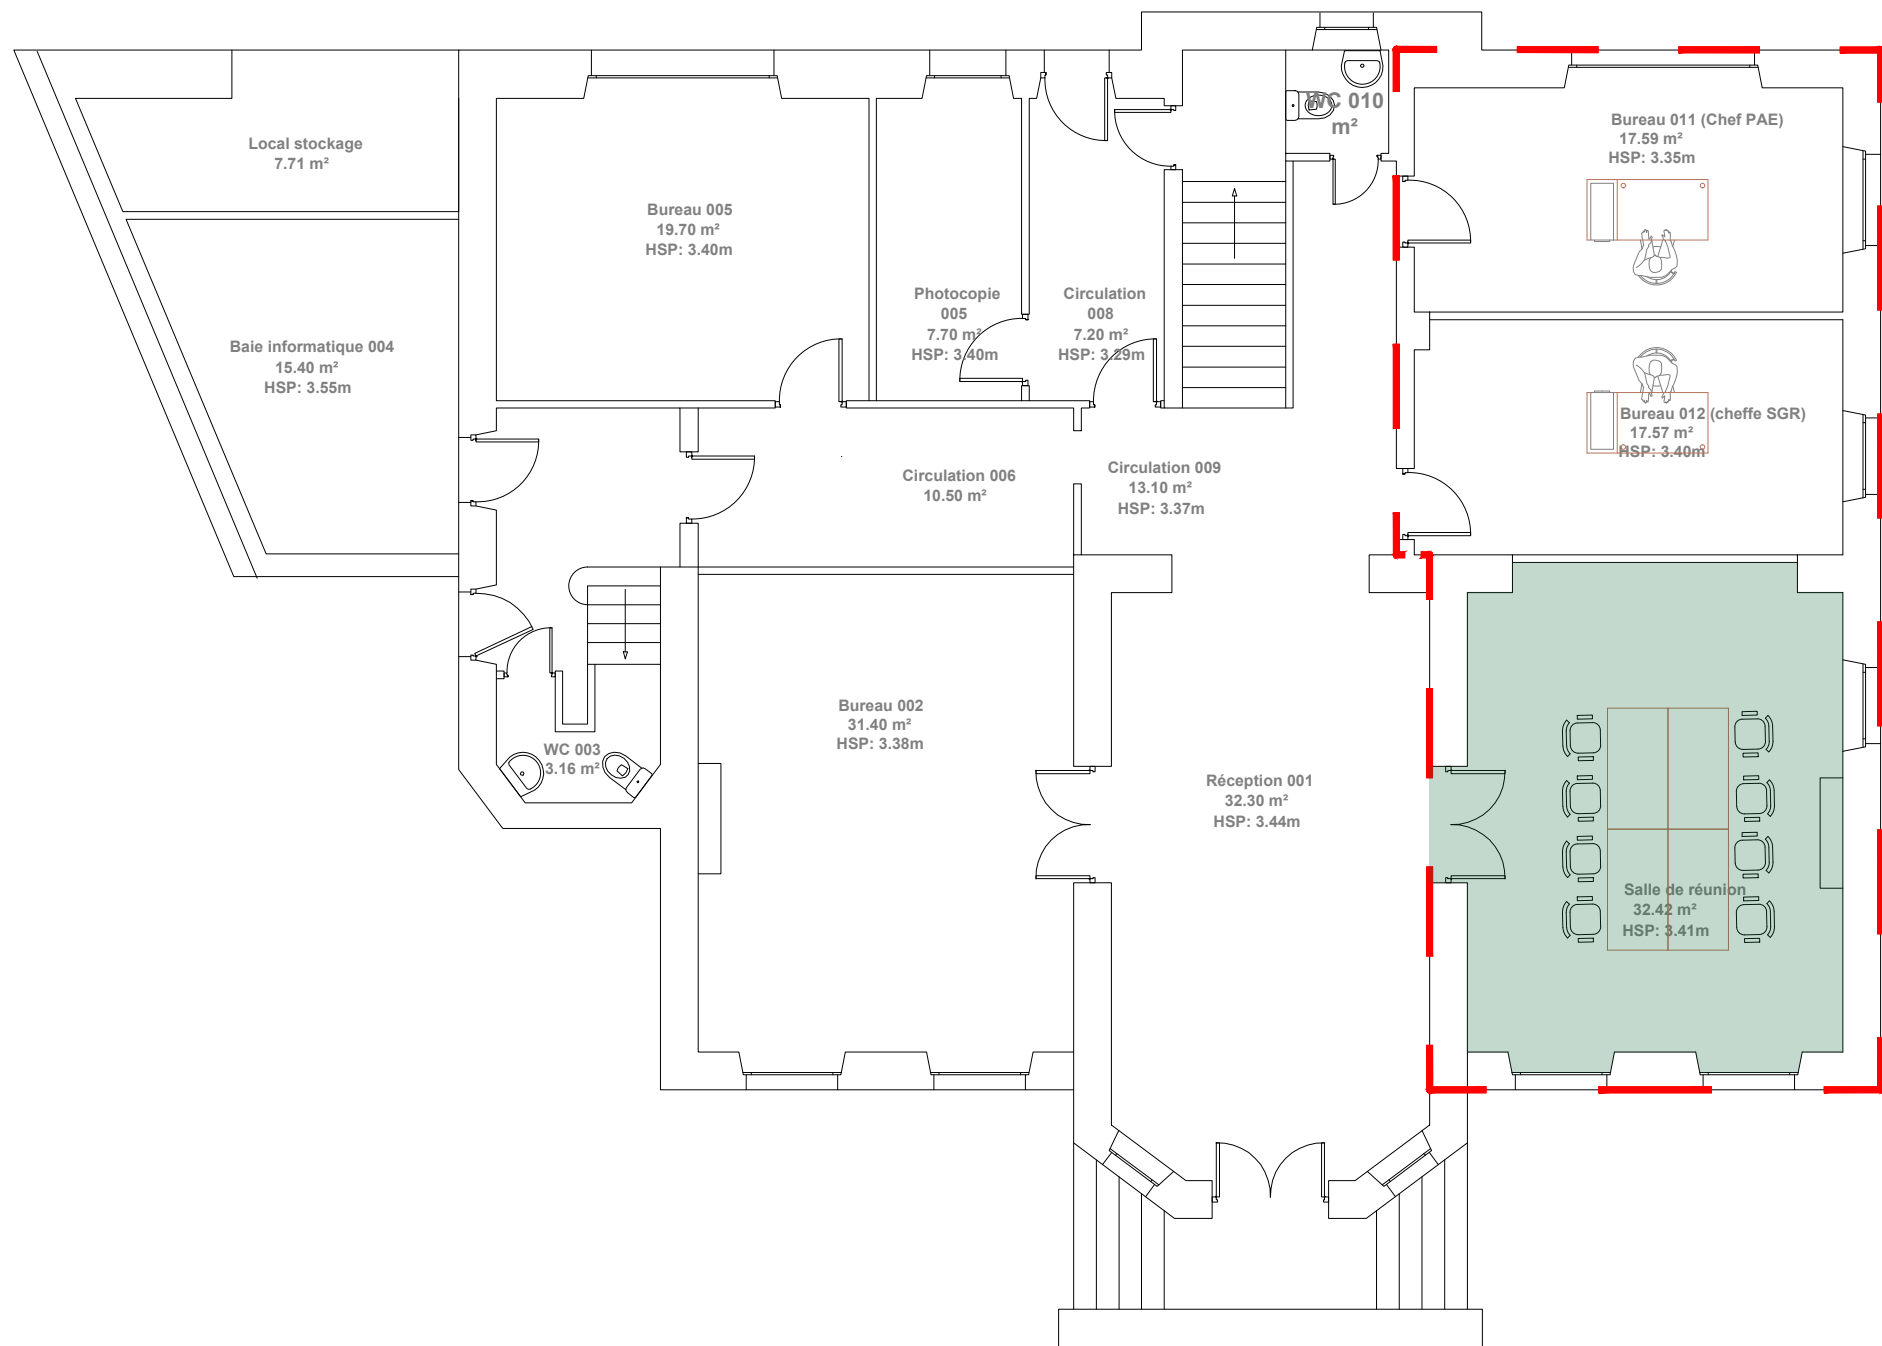 Local stockage
7.71 m²
Bureau 005
19.70 m²
HSP: 3.40m
Baie informatique 004
15.40 m²
HSP: 3.55m
Photocopie
005
7.70 m²
HSP: 3.40m
Circulation
008
7.20 m²
HSP: 3.29m
WC 010
m²
Bureau 011 (Chef PAE)
17.59 m²
HSP: 3.35m
Bureau 012 (cheffe SGR)
17.57 m²
HSP: 3.40m
Circulation 006
10.50 m²
Circulation 009
13.10 m²
HSP: 3.37m
Bureau 002
31.40 m²
HSP: 3.38m
WC 003
3.16 m²
Réception 001
32.30 m²
HSP: 3.44m
Salle de réunion
32.42 m²
HSP: 3.41m